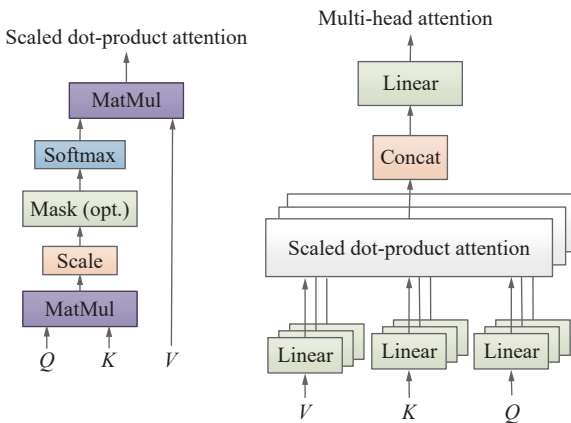 Scaled dot-product attention
MatMul
Softmax
Mask (opt.)
Scale
MatMul
Q K V
Multi-head attention
Linear
Concat
Scaled dot-product attention
Linear Linear Linear
V K Q